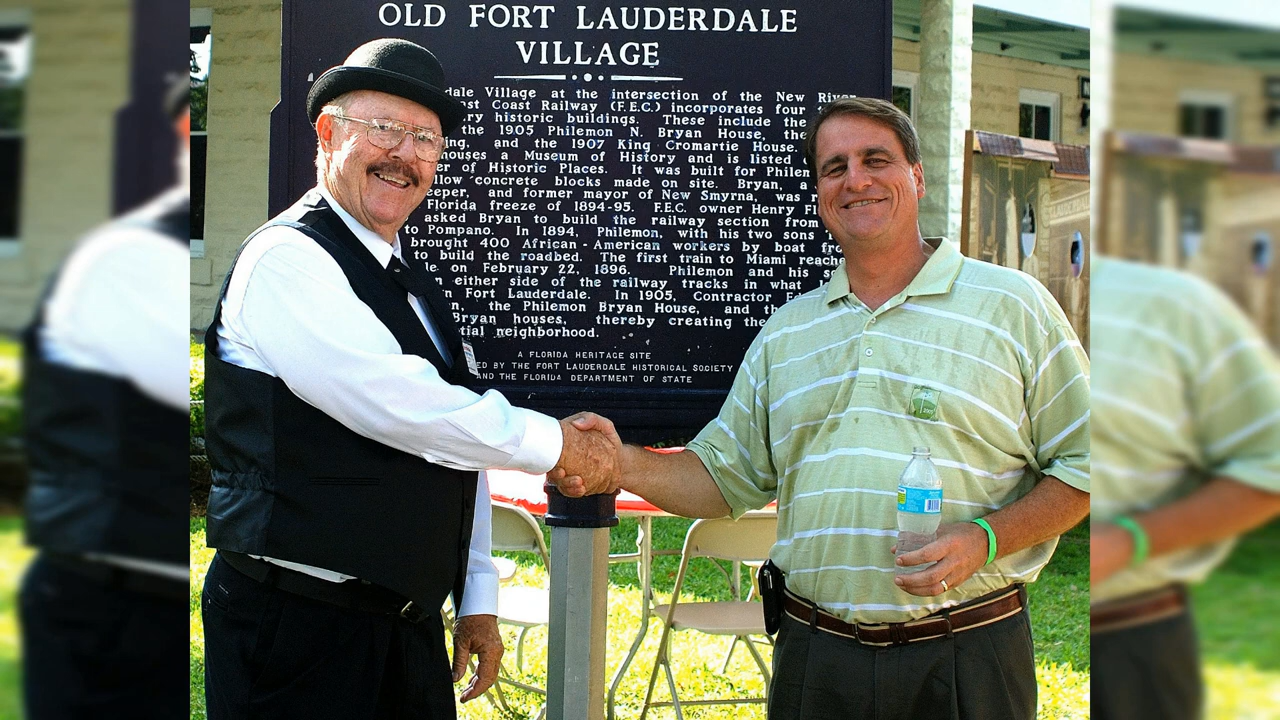 OLD FORT LAUDERDALE
VILLAGE
dale Village at the intersection of the New River
ast Coast Railway (F.E.C.) incorporates four
ry historic buildings. These include the
the 1905 Philemon N. Bryan House, the
ing, and the 1907 King Cromartie House.
houses a Museum of History and is listed
er of Historic Places. It was built for Philem
llow concrete blocks made on site. Bryan, a
eeper, and former mayor of New Smyrna, was
Florida freeze of 1894-95. F.E.C. owner Henry Fl
asked Bryan to build the railway section from
to Pompano. In 1894, Philemon, with his two sons
brought 400 African-American workers by boat fro
to build the roadbed. The first train to Miami reache
le on February 22, 1896. Philemon and his so
n either side of the railway tracks in what
n Fort Lauderdale. In 1905, Contractor Ed
n, the Philemon Bryan House, and th
Bryan houses, thereby creating the
tial neighborhood.
A FLORIDA HERITAGE SITE
ED BY THE FORT LAUDERDALE HISTORICAL SOCIETY
AND THE FLORIDA DEPARTMENT OF STATE